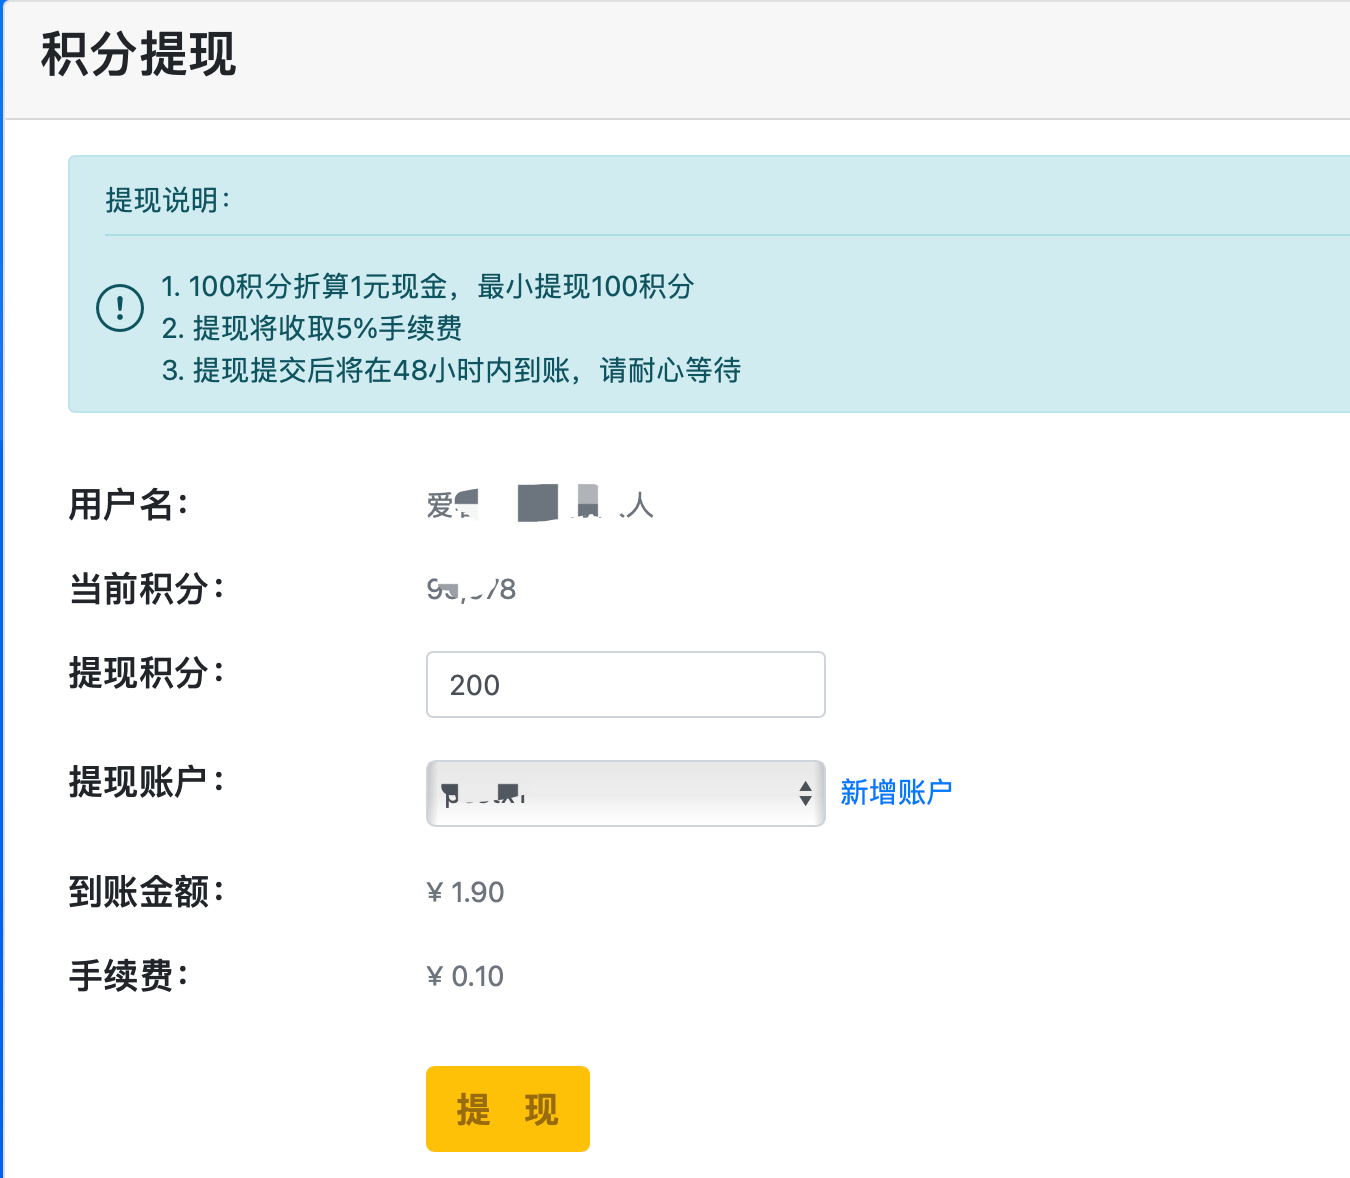 积分提现
提现说明：
1. 100积分折算1元现金，最小提现100积分
2. 提现将收取5%手续费
3. 提现提交后将在48小时内到账，请耐心等待
用户名：
爱 人
当前积分：
提现积分：
200
提现账户：
新增账户
到账金额：
¥ 1.90
手续费：
¥ 0.10
提 现